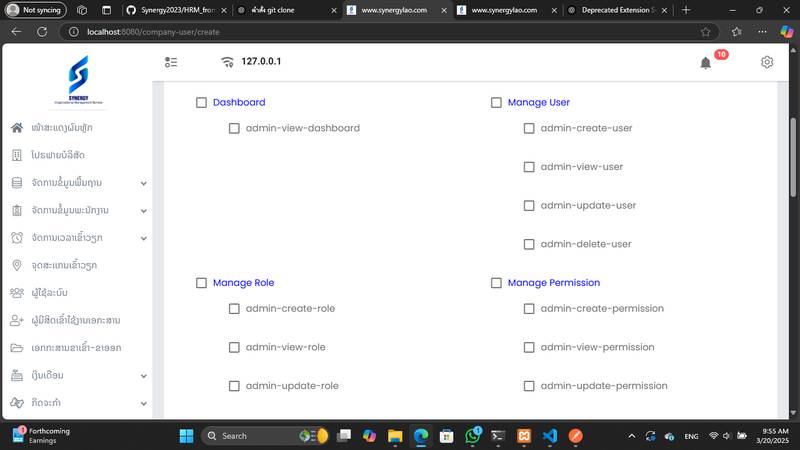 Not syncing
Synergy2023/HRM_fron
คำสั่ง git clone
www.synergylao.com
www.synergylao.com
Deprecated Extension S
localhost:8080/company-user/create
SYNERGY
127.0.0.1
10
Dashboard
Manage User
admin-view-dashboard
admin-create-user
admin-view-user
admin-update-user
admin-delete-user
Manage Role
Manage Permission
admin-create-role
admin-create-permission
admin-view-role
admin-view-permission
admin-update-role
admin-update-permission
ໜ້າສະແດງຜົນຫຼັກ
ໂປຣຟາຍບໍລິສັດ
ຈັດການຂໍ້ມູນພື້ນຖານ
ຈັດການຂໍ້ມູນພະນັກງານ
ຈັດການເວລາເຂົ້າວຽກ
ຈຸດສະແກນເຂົ້າວຽກ
ຜູ້ໃຊ້ລະບົບ
ຜູ້ມີສິດເຂົ້າໃຊ້ງານເອກະສານ
ເອກກະສານຂາເຂົ້າ-ຂາອອກ
ເງິນເດືອນ
ກິດຈະກຳ
1
Forthcoming
Earnings
Search
1
ENG
9:55 AM
3/20/2025